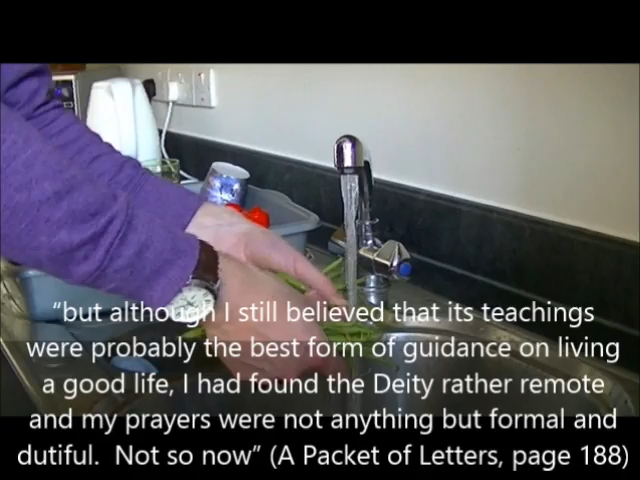 “but although I still believed that its teachings
were probably the best form of guidance on living
a good life, I had found the Deity rather remote
and my prayers were not anything but formal and
dutiful.  Not so now” (A Packet of Letters, page 188)